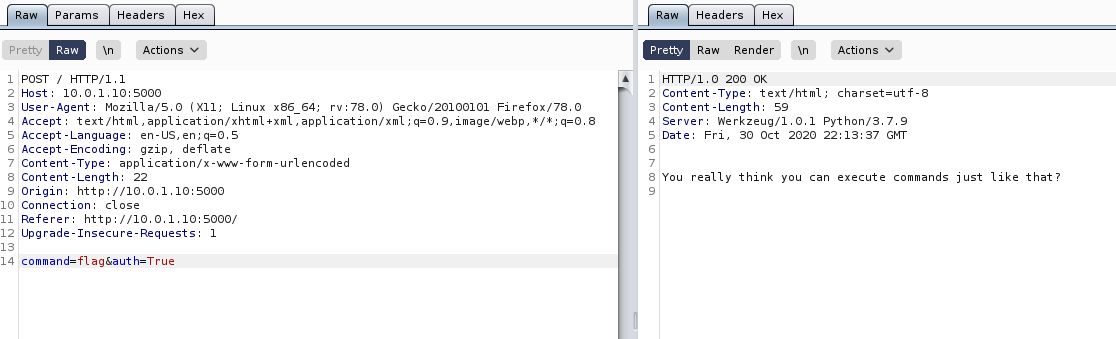 Raw Params Headers Hex
Pretty Raw \n Actions
1 POST / HTTP/1.1
2 Host: 10.0.1.10:5000
3 User-Agent: Mozilla/5.0 (X11; Linux x86_64; rv:78.0) Gecko/20100101 Firefox/78.0
4 Accept: text/html,application/xhtml+xml,application/xml;q=0.9,image/webp,*/*;q=0.8
5 Accept-Language: en-US,en;q=0.5
6 Accept-Encoding: gzip, deflate
7 Content-Type: application/x-www-form-urlencoded
8 Content-Length: 22
9 Origin: http://10.0.1.10:5000
10 Connection: close
11 Referer: http://10.0.1.10:5000/
12 Upgrade-Insecure-Requests: 1
13
14 command=flag&auth=True
Raw Headers Hex
Pretty Raw Render \n Actions
1 HTTP/1.0 200 OK
2 Content-Type: text/html; charset=utf-8
3 Content-Length: 59
4 Server: Werkzeug/1.0.1 Python/3.7.9
5 Date: Fri, 30 Oct 2020 22:13:37 GMT
6
7
8 You really think you can execute commands just like that?
9